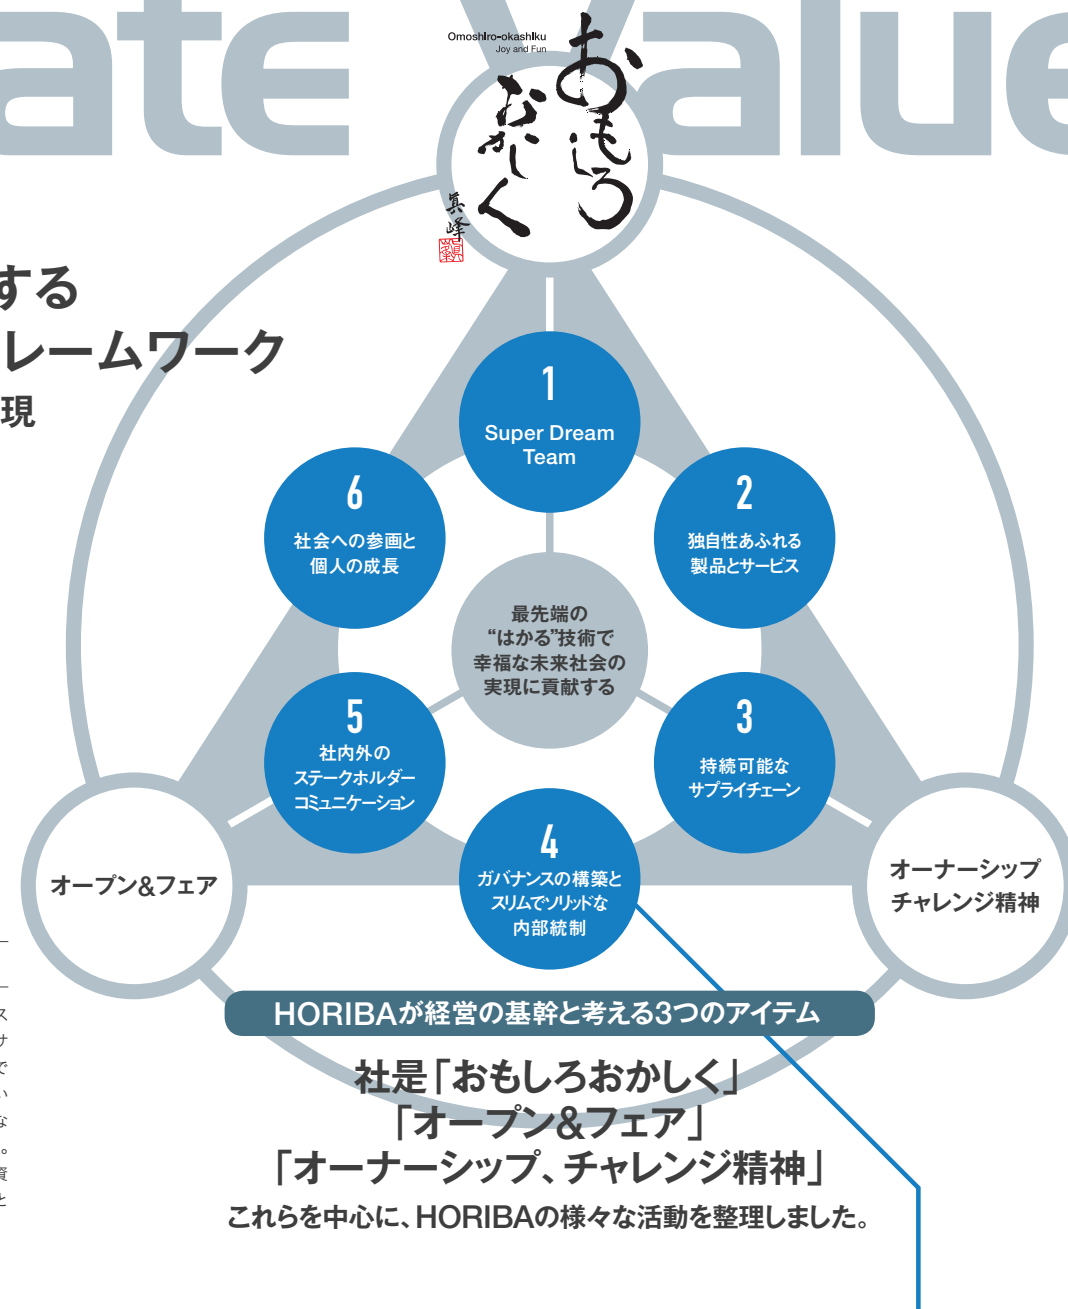 ate Value
Omoshiro-okashiku
Joy and Fun
おもしろ
おかしく
真峰
する
レームワーク
現
1
Super Dream
Team
6
社会への参画と
個人の成長
2
独自性あふれる
製品とサービス
最先端の
“はかる”技術で
幸福な未来社会の
実現に貢献する
5
社内外の
ステークホルダー
コミュニケーション
3
持続可能な
サプライチェーン
4
ガバナンスの構築と
スリムでソリッドな
内部統制
オープン&フェア
オーナーシップ
チャレンジ精神
ス
サ
で
い
な
。
資
と
HORIBAが経営の基幹と考える3つのアイテム
社是「おもしろおかしく」
「オープン&フェア」
「オーナーシップ、チャレンジ精神」
これらを中心に、HORIBAの様々な活動を整理しました。